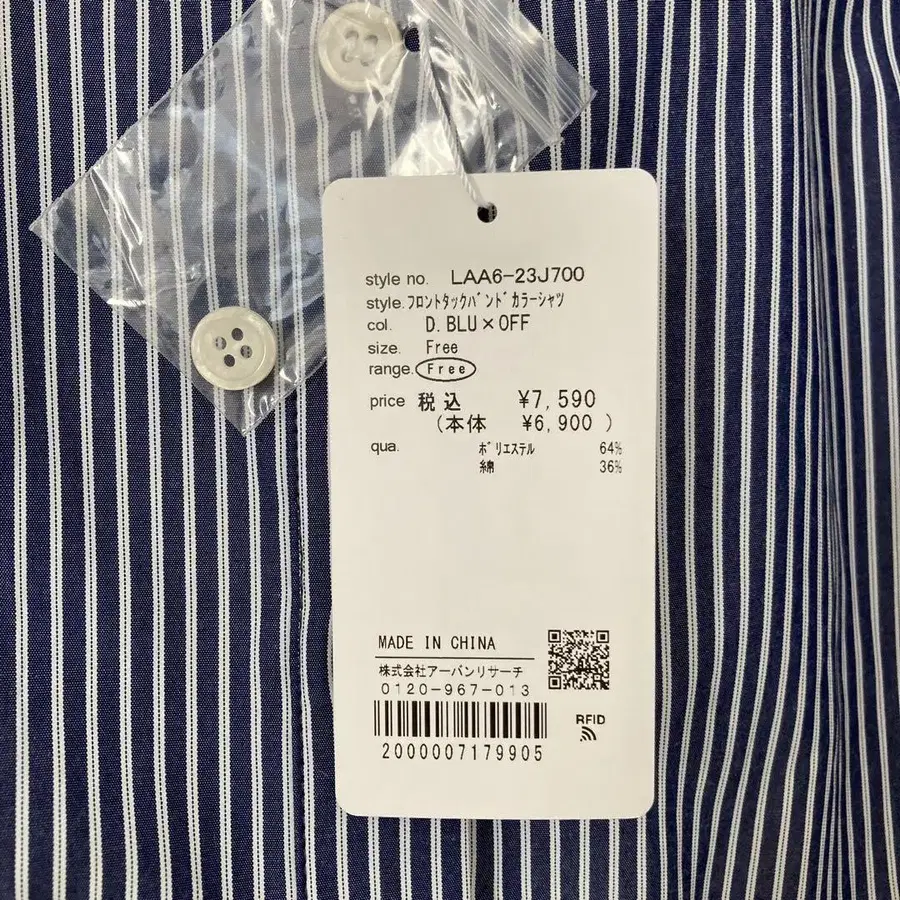 style no. LAA6-23J700
style. ﾌﾛﾝﾄﾀｯｸﾊﾞﾝﾄﾞｶﾗｰｼｬﾂ
col. D.BLU×OFF
size. Free
range. Free
price 税込 ¥7,590
(本体 ¥6,900 )
qua. ﾎﾟﾘｴｽﾃﾙ 64%
綿 36%
MADE IN CHINA
株式会社アーバンリサーチ
0120-967-013
RFID
2000007179905